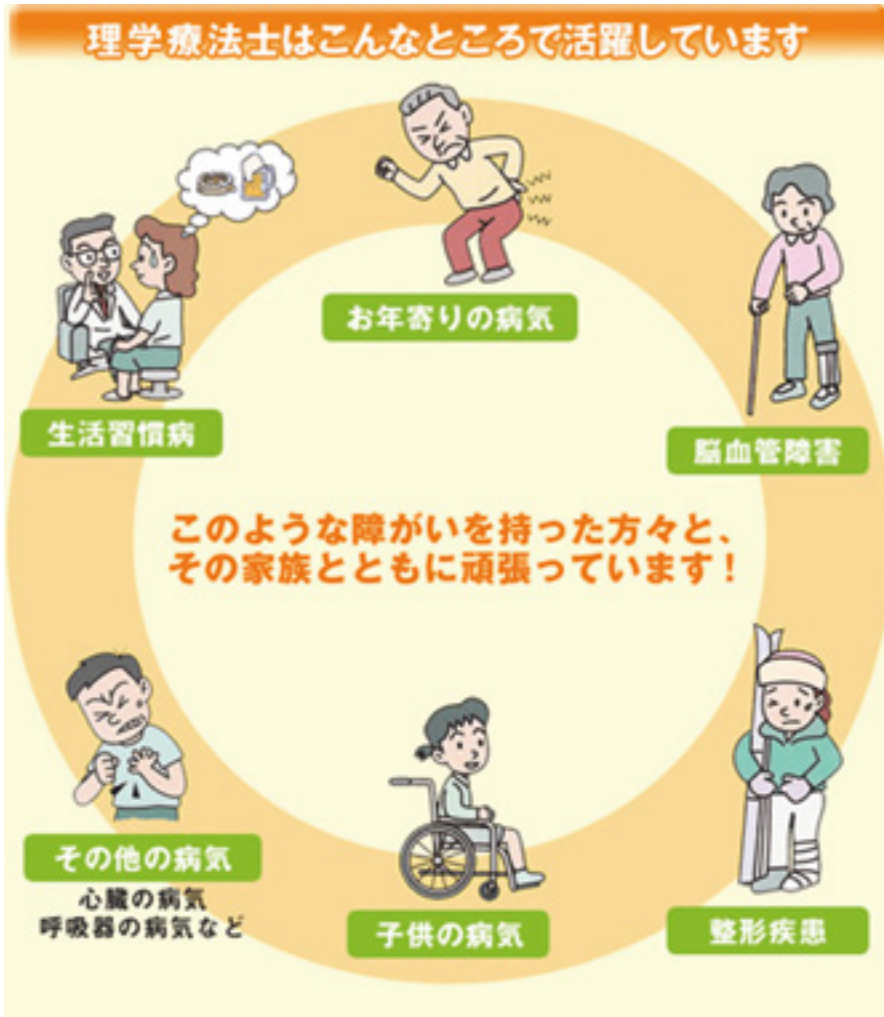 理学療法士はこんなところで活躍しています
お年寄りの病気
脳血管障害
生活習慣病
このような障がいを持った方々と、
その家族とともに頑張っています！
整形疾患
子供の病気
その他の病気
心臓の病気
呼吸器の病気など